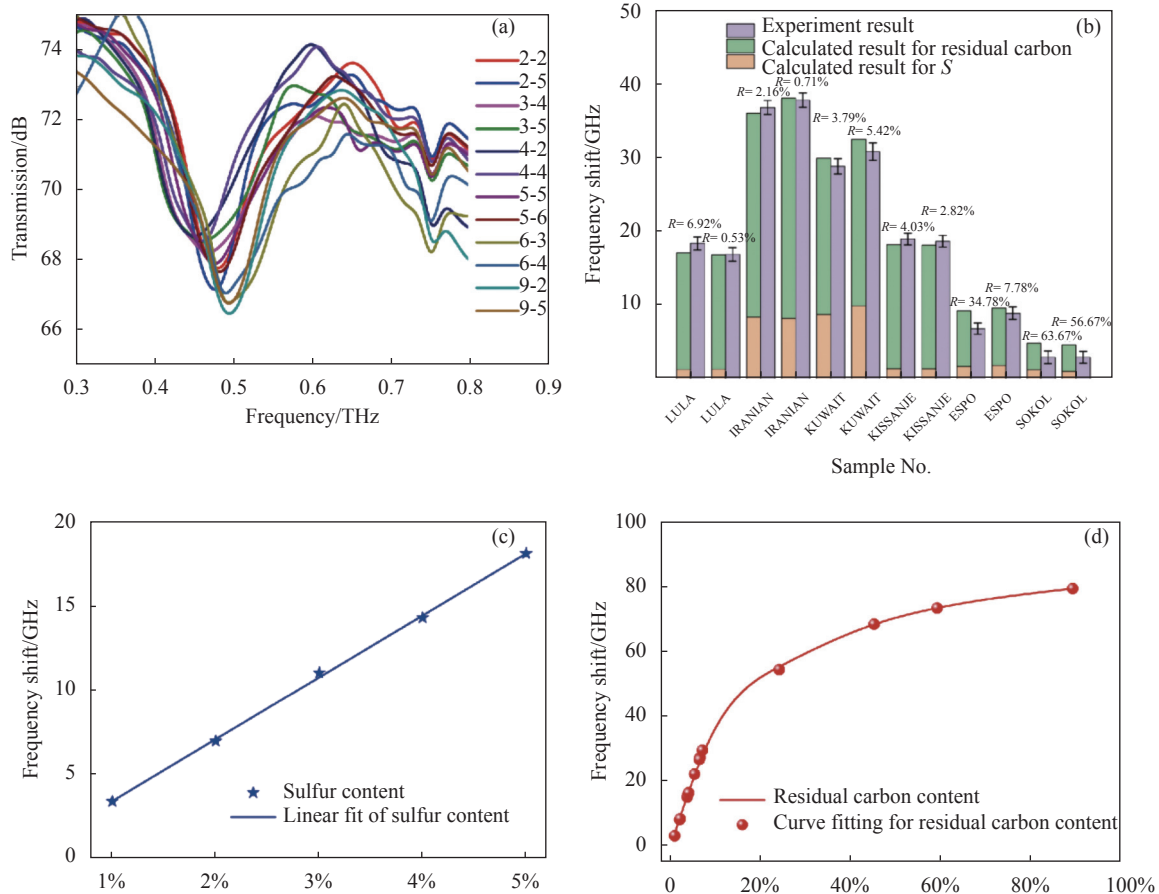 (a)
74
72
70
68
66
Transmission/dB
0.3 0.4 0.5 0.6 0.7 0.8 0.9
Frequency/THz
2-2
2-5
3-4
3-5
4-2
4-4
5-5
5-6
6-3
6-4
9-2
9-5
(b)
50
40
30
20
10
Frequency shift/GHz
Experiment result
Calculated result for residual carbon
Calculated result for S
R= 6.92%
R= 0.53%
R= 2.16%
R= 0.71%
R= 3.79%
R= 5.42%
R= 4.03%
R= 2.82%
R= 34.78%
R= 7.78%
R= 63.67%
R= 56.67%
LULA
LULA
IRANIAN
IRANIAN
KUWAIT
KUWAIT
KISSANJE
KISSANJE
ESPO
ESPO
SOKOL
SOKOL
Sample No.
(c)
20
15
10
5
0
Frequency shift/GHz
Sulfur content
Linear fit of sulfur content
1% 2% 3% 4% 5%
(d)
100
80
60
40
20
0
Frequency shift/GHz
Residual carbon content
Curve fitting for residual carbon content
0 20% 40% 60% 80% 100%